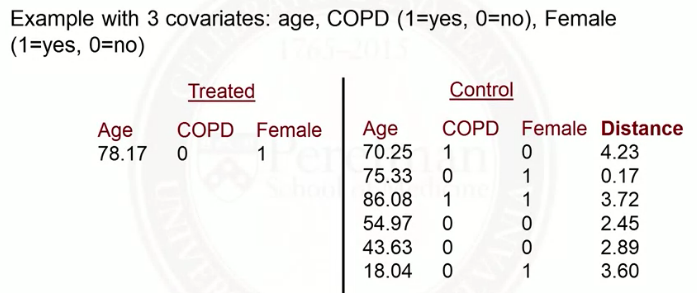 Example with 3 covariates: age, COPD (1=yes, 0=no), Female
(1=yes, 0=no)
1765-2015
Treated
Control
Age COPD Female Age COPD Female Distance
78.17 0 1 70.25 1 0 4.23
75.33 0 1 0.17
86.08 1 1 3.72
54.97 0 0 2.45
43.63 0 0 2.89
18.04 0 1 3.60